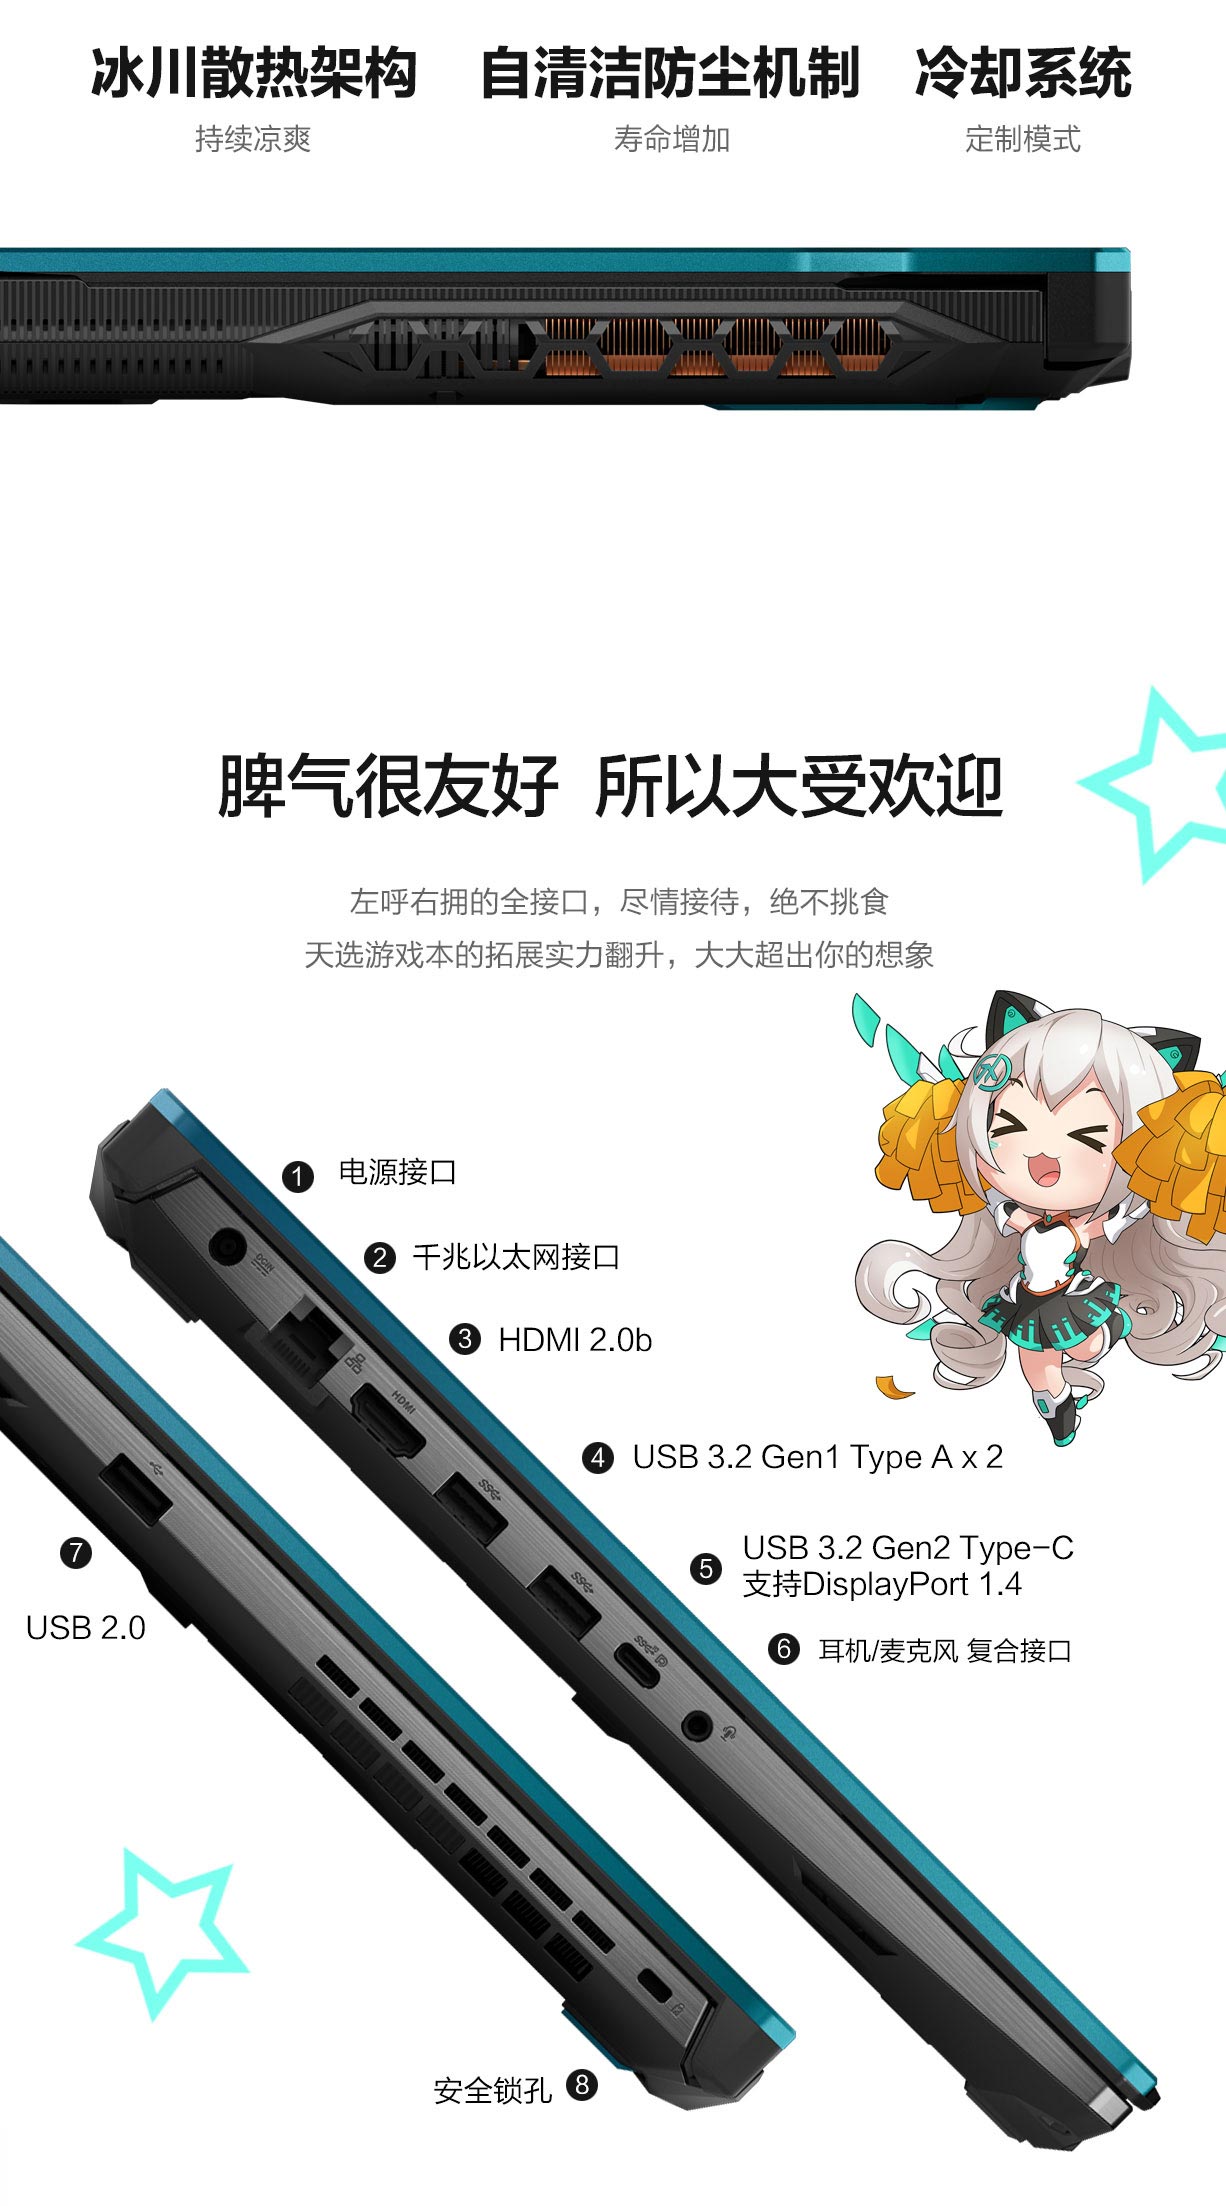 冰川散热架构 自清洁防尘机制 冷却系统
持续凉爽 寿命增加 定制模式
脾气很友好 所以大受欢迎
左呼右拥的全接口，尽情接待，绝不挑食
天选游戏本的拓展实力翻升，大大超出你的想象
1 电源接口
DCIN
2 千兆以太网接口
3 HDMI 2.0b
HDMI
4 USB 3.2 Gen1 Type A x 2
5 USB 3.2 Gen2 Type-C
支持DisplayPort 1.4
6 耳机/麦克风 复合接口
7
USB 2.0
安全锁孔 8